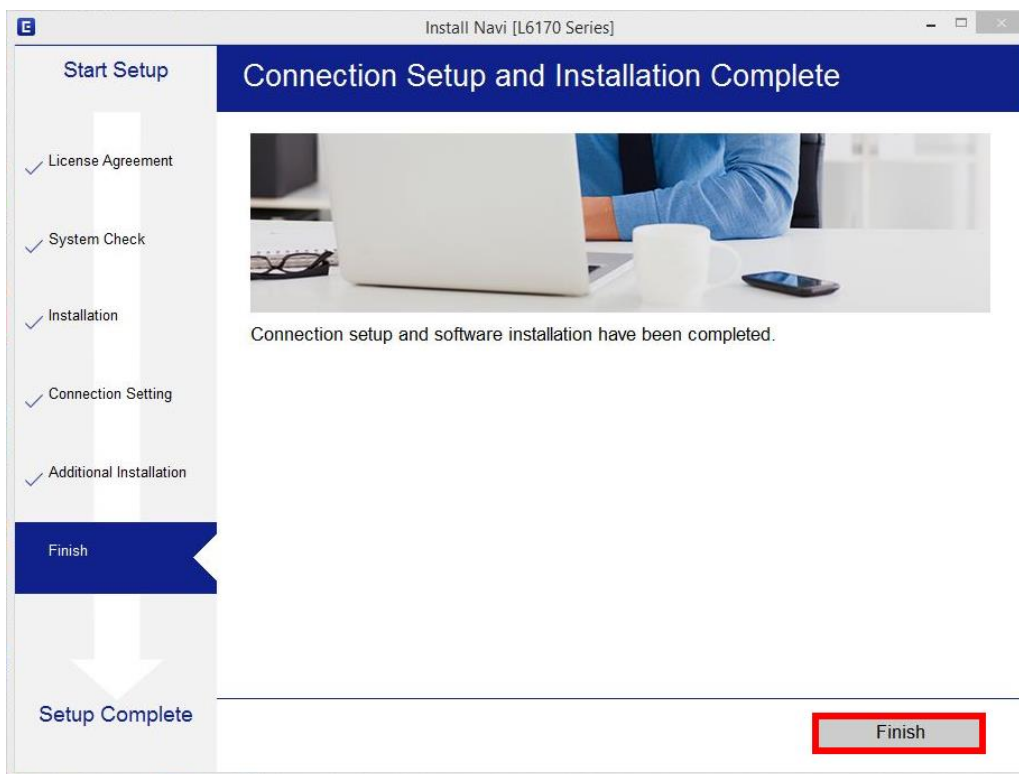 Install Navi [L6170 Series]
Start Setup
Connection Setup and Installation Complete
License Agreement
System Check
Installation
Connection Setting
Additional Installation
Finish
Setup Complete
Connection setup and software installation have been completed.
Finish